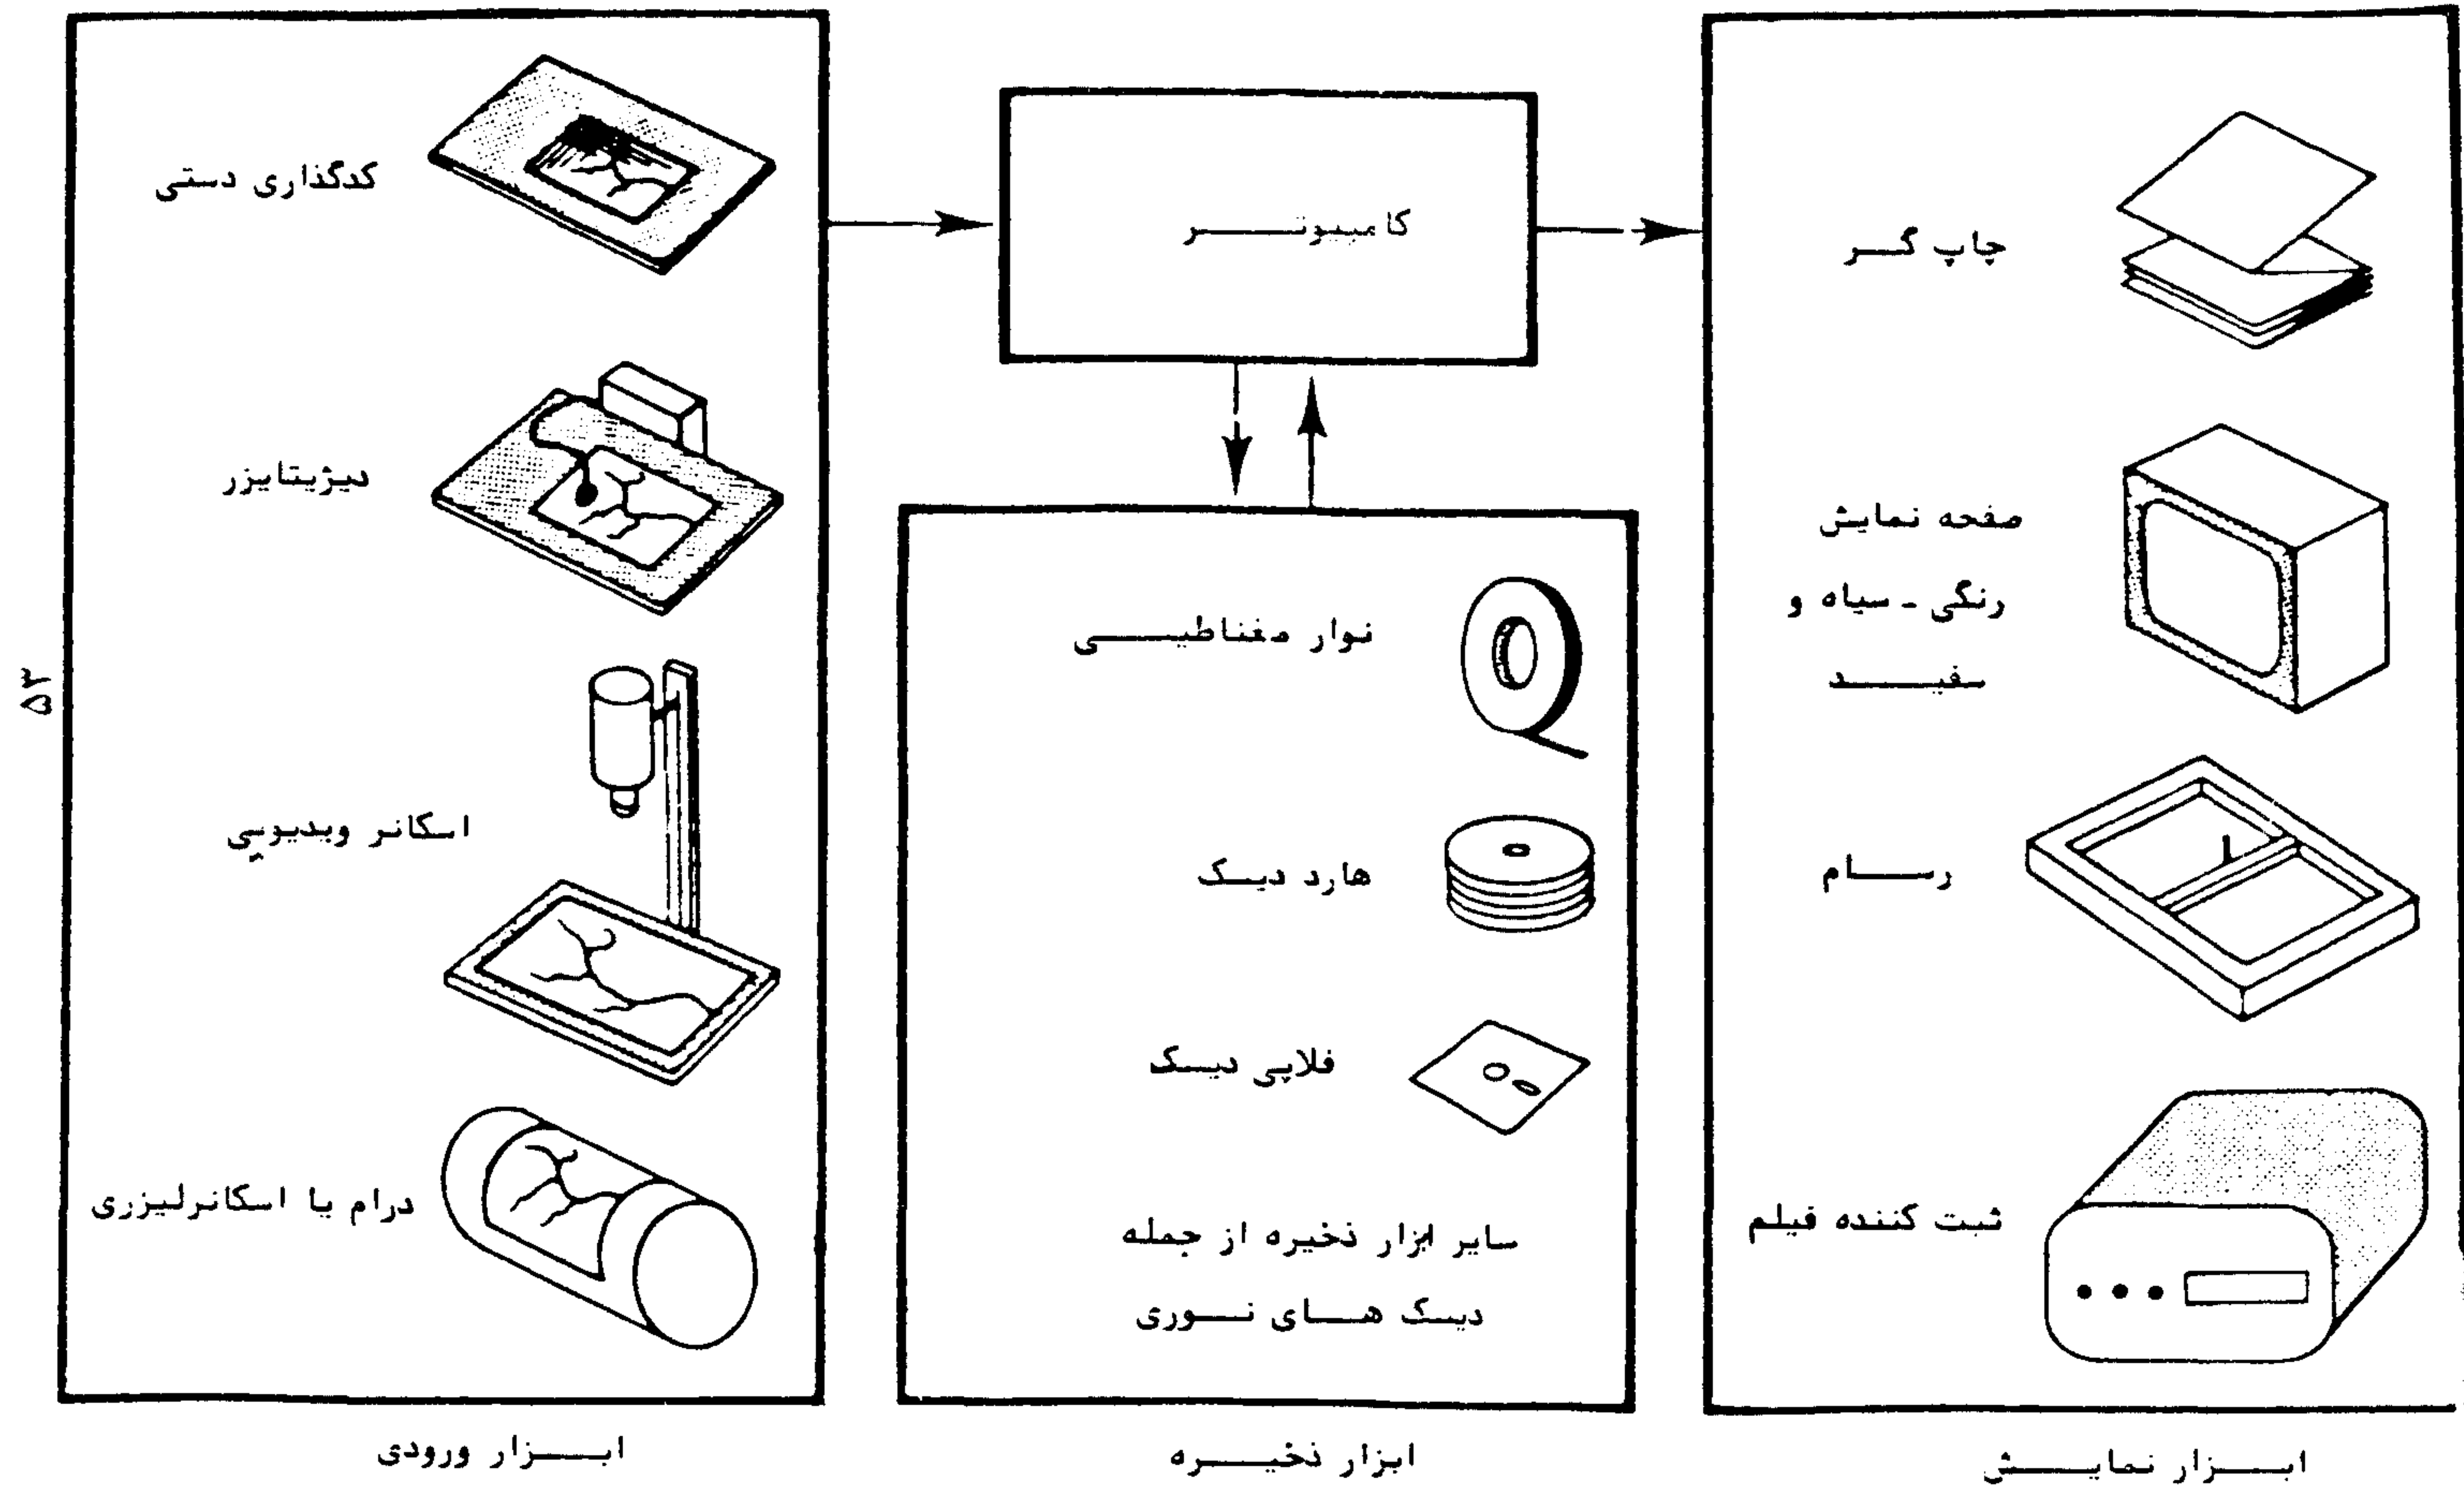 کدگذاری دستی
دیژیتایزر
اسکانر ویدیویی
درام یا اسکانرلیزری
ابزار ورودی
کامپیوتر
نوار مغناطیسی
هارد دیسک
فلاپی دیسک
سایر ابزار ذخیره از جمله
دیسک های نوری
ابزار ذخیره
چاپ گر
صفحه نمایش
رنگی - سیاه و
سفید
رسام
ثبت کننده فیلم
ابزار نمایش
۵۳